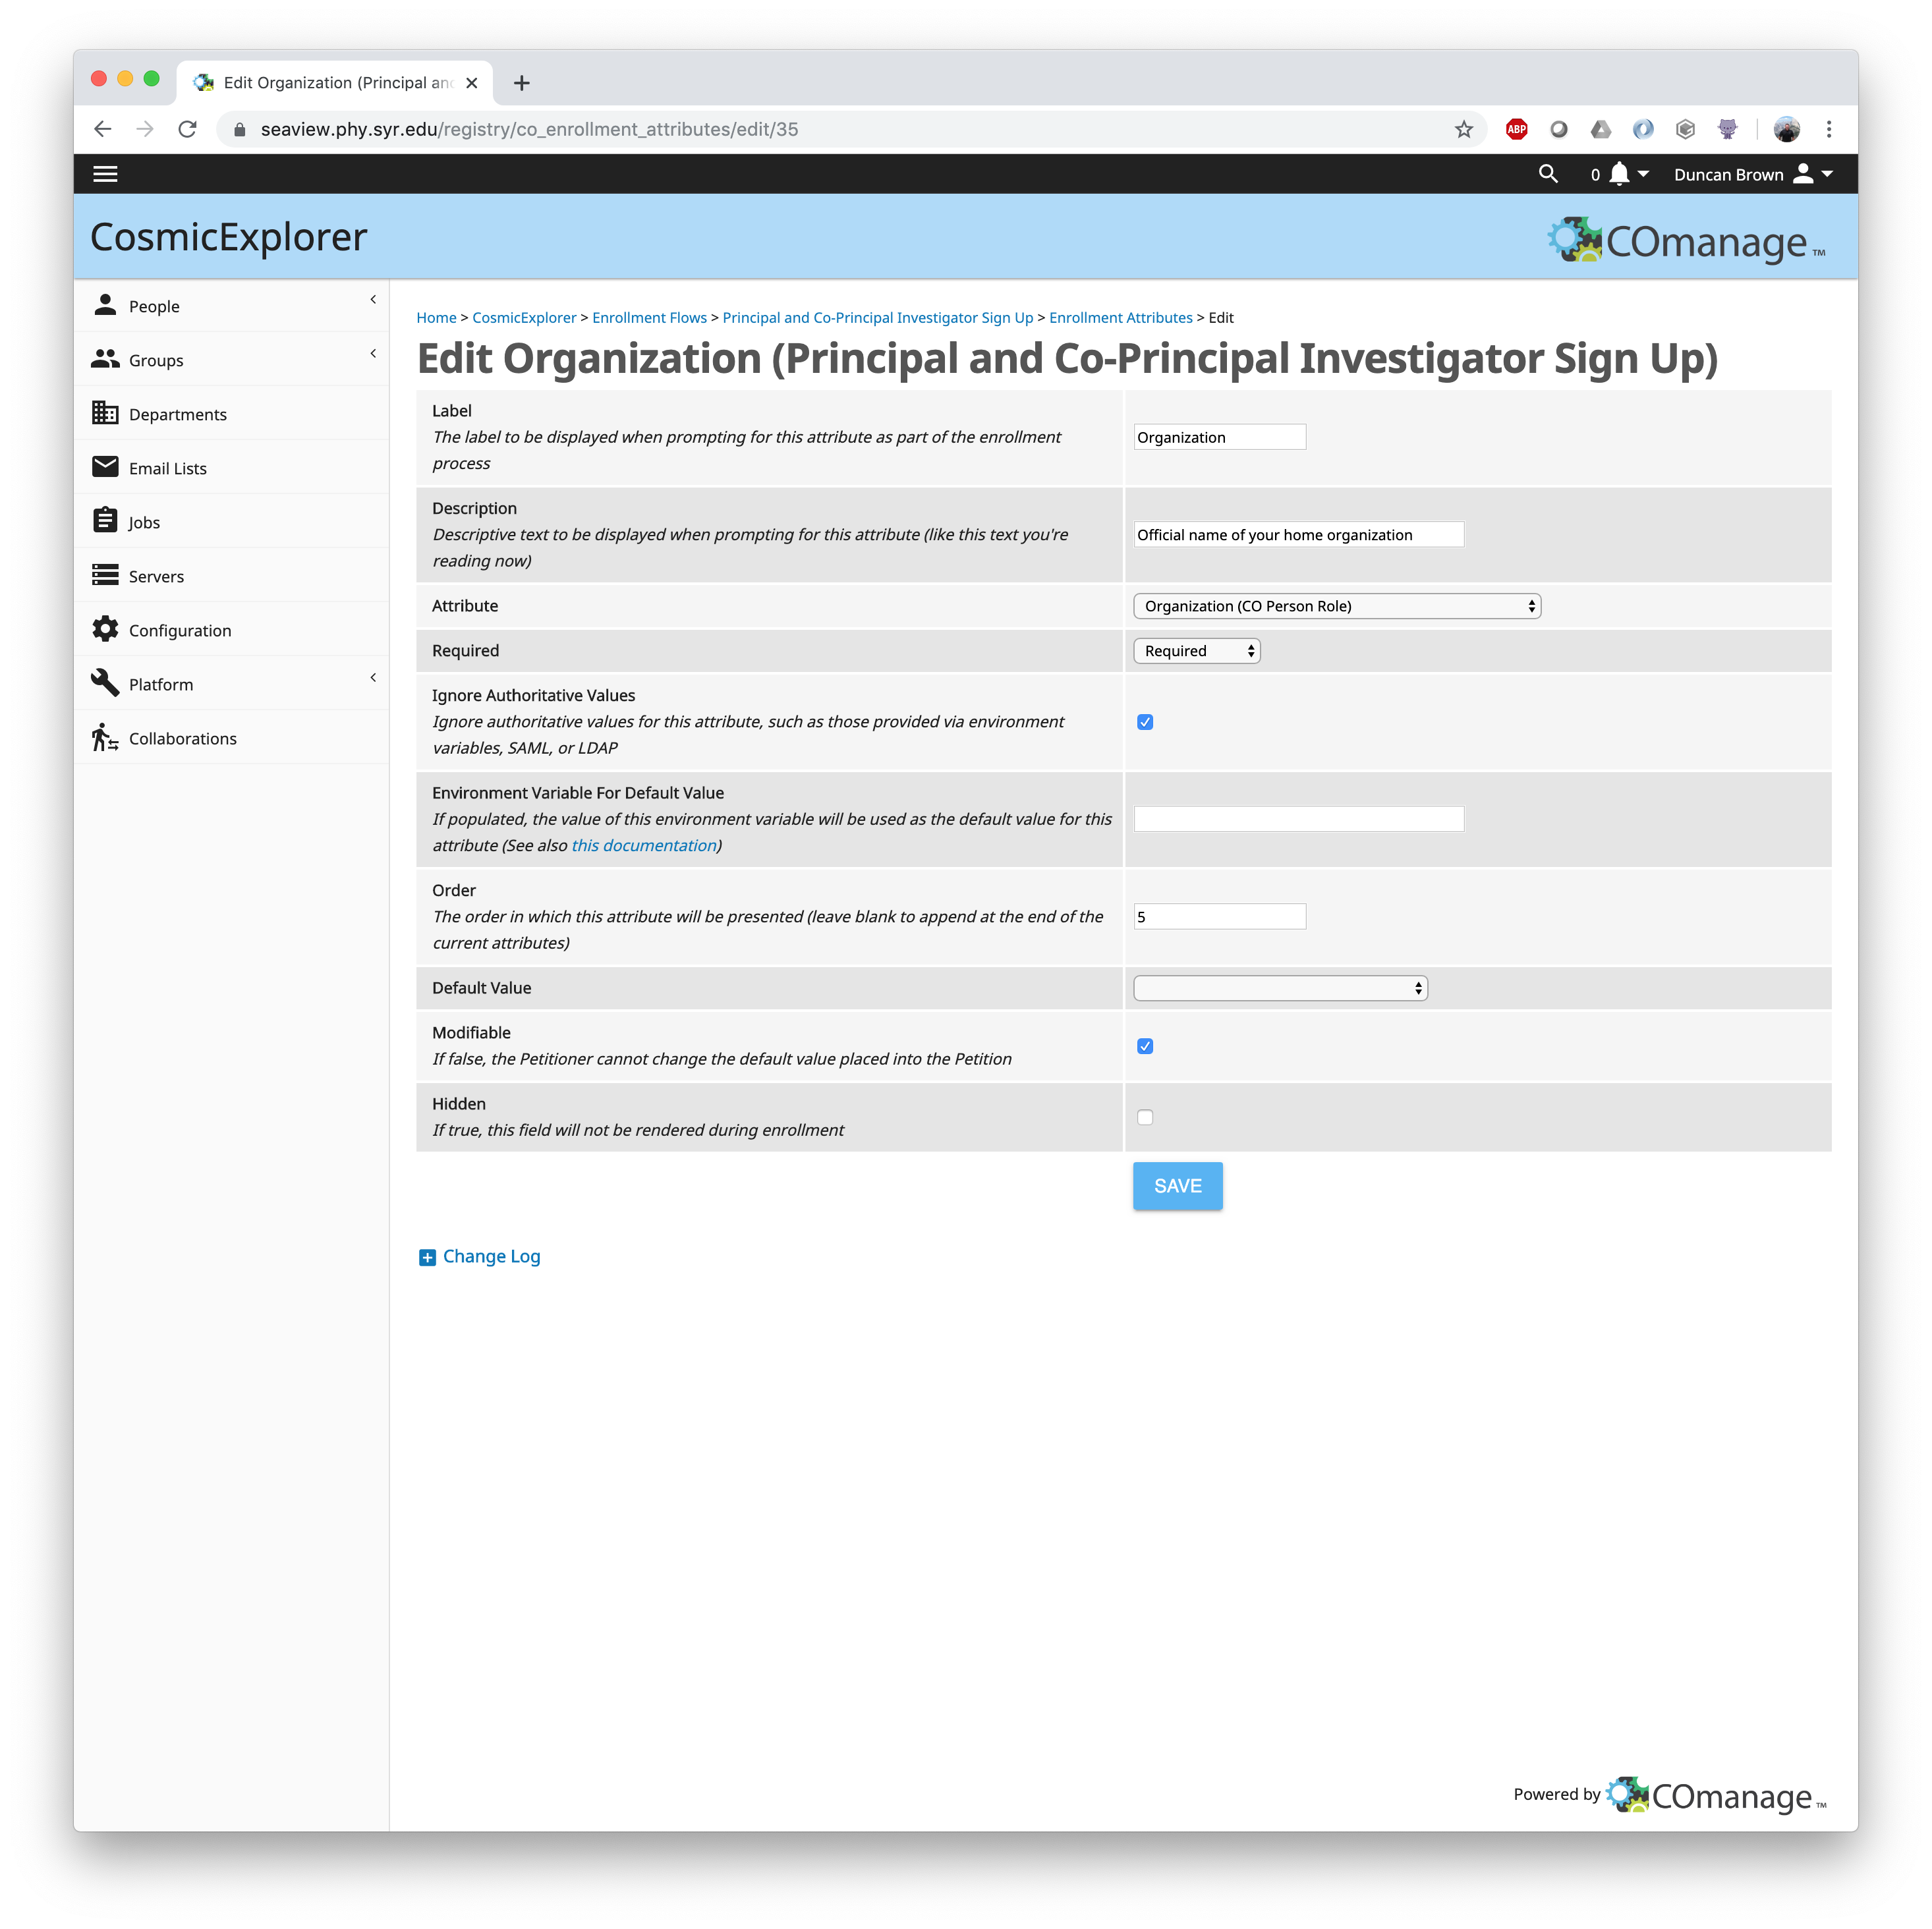 Edit Organization (Principal and
seaview.phy.syr.edu/registry/co_enrollment_attributes/edit/35
ABP
0
Duncan Brown
CosmicExplorer
COmanage TM
People
Groups
Departments
Email Lists
Jobs
Servers
Configuration
Platform
Collaborations
Home > CosmicExplorer > Enrollment Flows > Principal and Co-Principal Investigator Sign Up > Enrollment Attributes > Edit
Edit Organization (Principal and Co-Principal Investigator Sign Up)
Label
The label to be displayed when prompting for this attribute as part of the enrollment
process
Organization
Description
Descriptive text to be displayed when prompting for this attribute (like this text you're
reading now)
Official name of your home organization
Attribute
Organization (CO Person Role)
Required
Required
Ignore Authoritative Values
Ignore authoritative values for this attribute, such as those provided via environment
variables, SAML, or LDAP
Environment Variable For Default Value
If populated, the value of this environment variable will be used as the default value for this
attribute (See also this documentation)
Order
The order in which this attribute will be presented (leave blank to append at the end of the
current attributes)
5
Default Value
Modifiable
If false, the Petitioner cannot change the default value placed into the Petition
Hidden
If true, this field will not be rendered during enrollment
SAVE
Change Log
Powered by COmanage TM